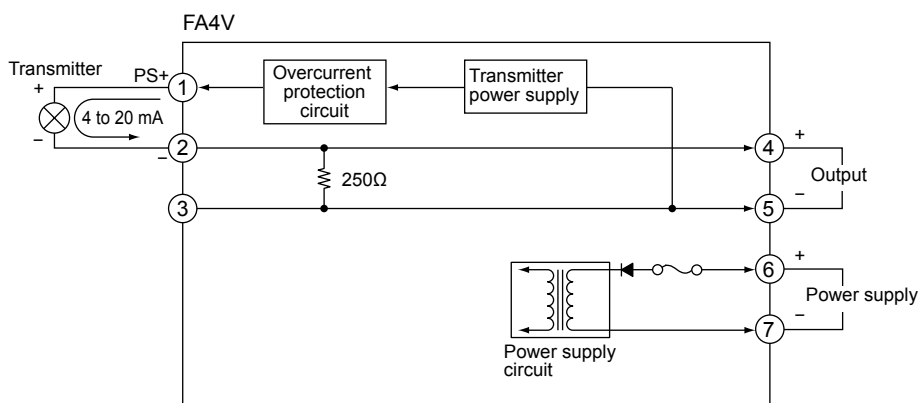 FA4V
Transmitter
+
−
PS+
1
4 to 20 mA
Overcurrent
protection
circuit
Transmitter
power supply
−
2
250Ω
3
4
+
Output
−
5
6
+
Power supply
−
7
Power supply
circuit